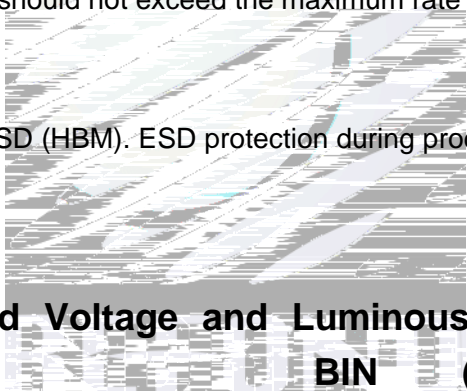 should not exceed the maximum rate
SD (HBM). ESD protection during pro
d Voltage and Luminous
BIN